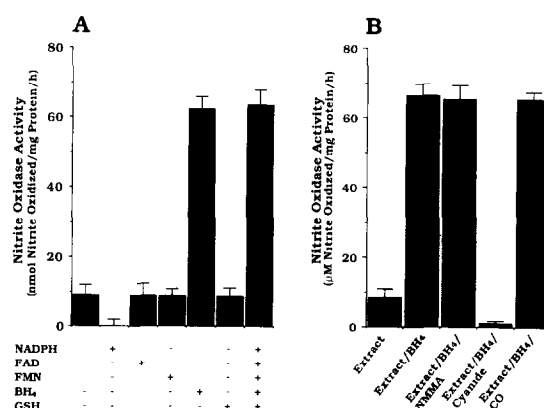 A
Nitrite Oxidase Activity
(nmol Nitrite Oxidized/mg Protein/h)
80
60
40
20
0
NADPH + - +
FAD - + - +
FMN - - + - +
BH₄ - - - - + - +
GSH - - - - - + +
B
Nitrite Oxidase Activity
(μM Nitrite Oxidized/mg Protein/h)
80
60
40
20
0
Extract
Extract/BH₄
Extract/BH₄/
NMMA
Extract/BH₄/
Cyanide
Extract/BH₄/
CO